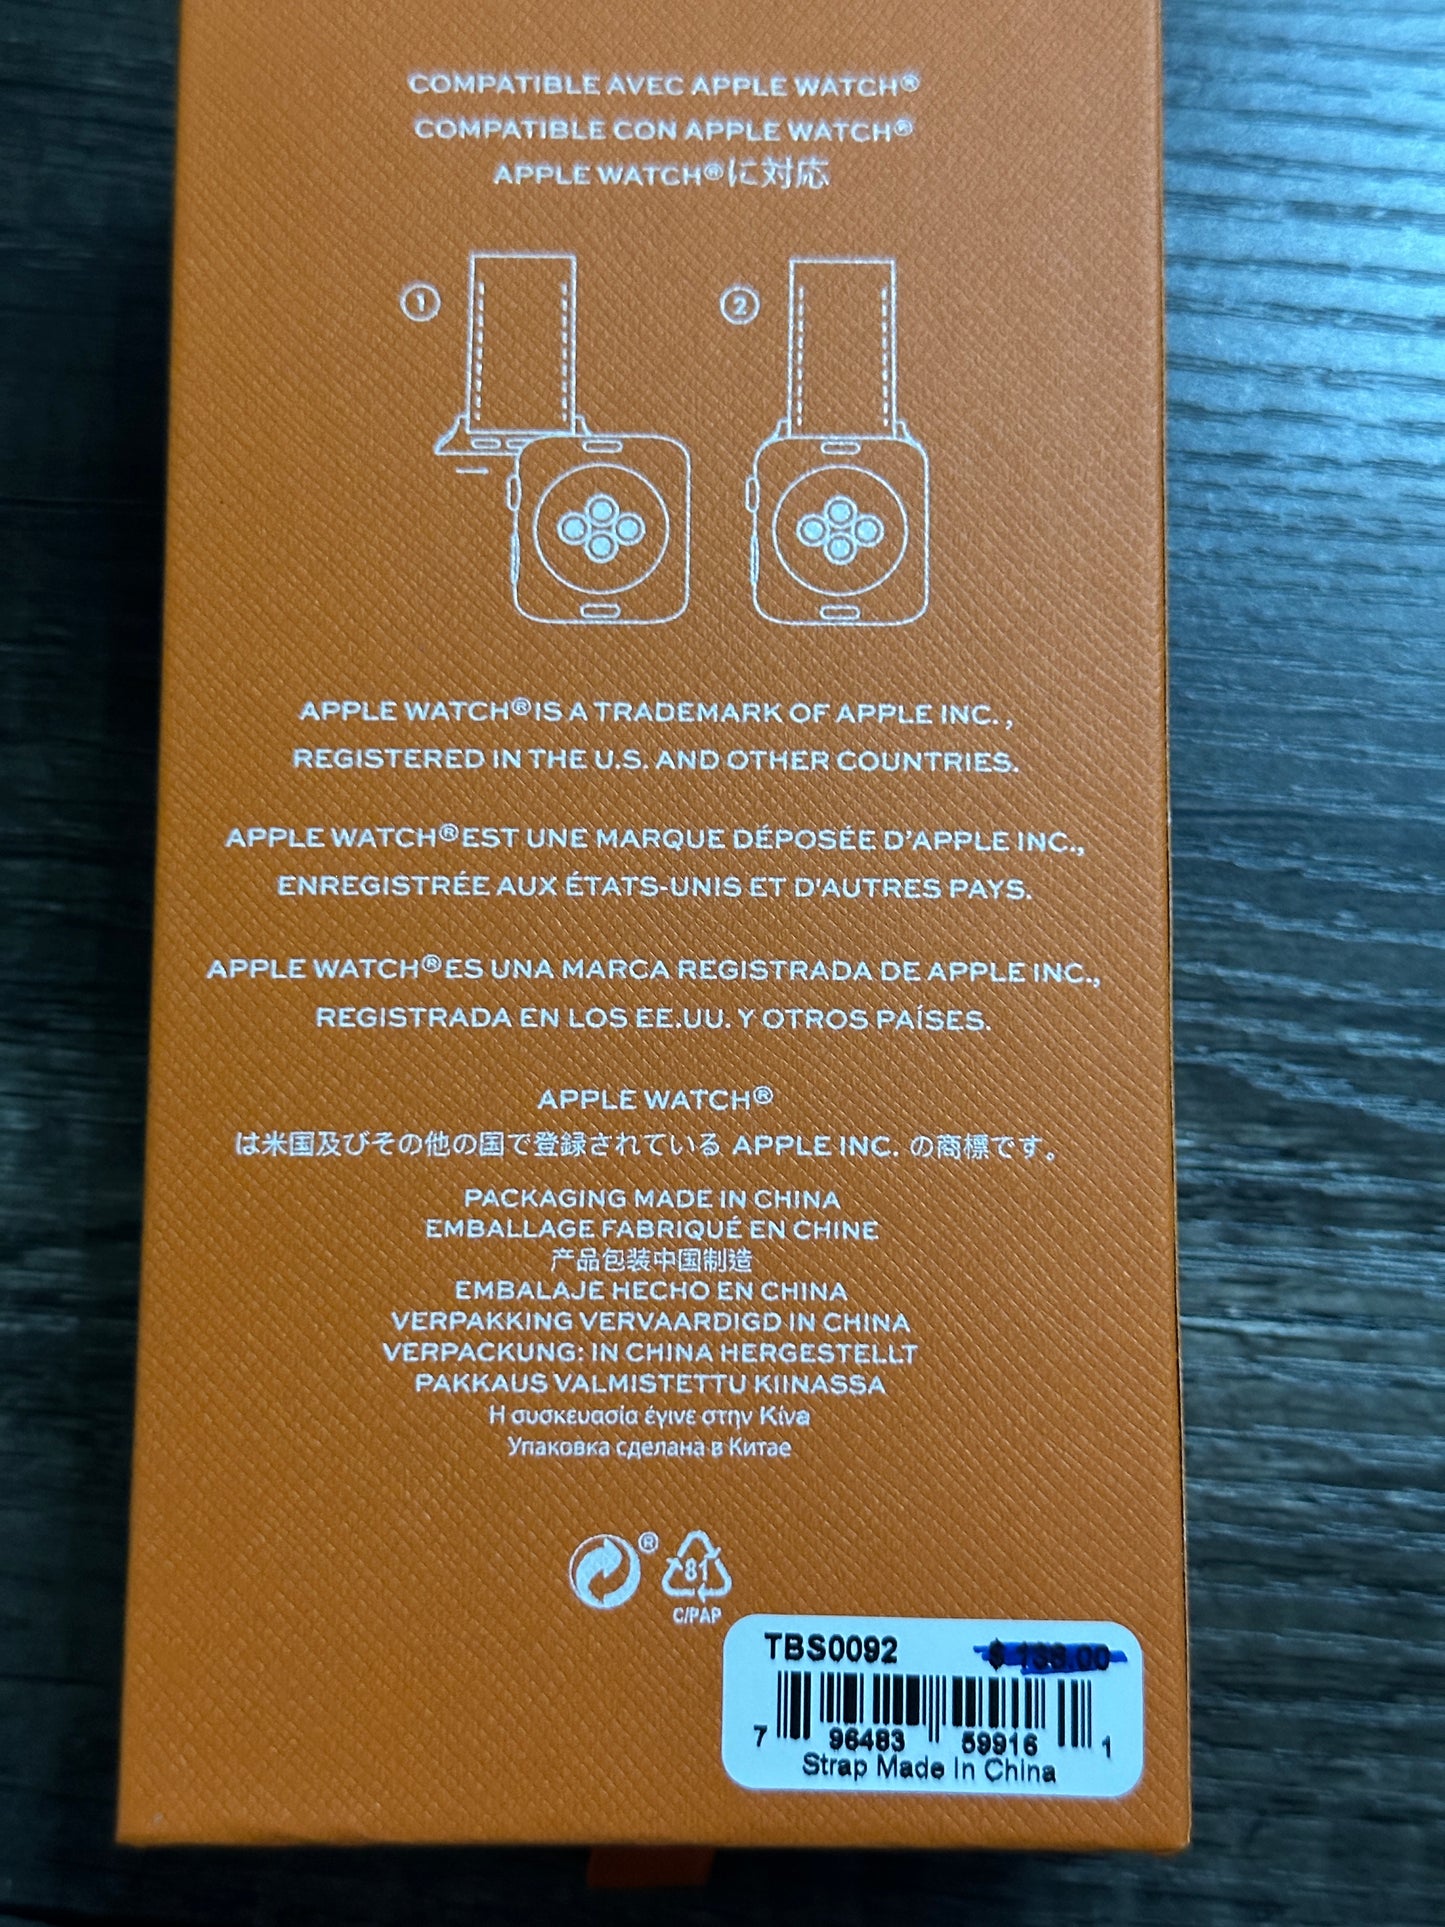 COMPATIBLE AVEC APPLE WATCH®
COMPATIBLE CON APPLE WATCH®
APPLE WATCH®に対応
1
2
APPLE WATCH® IS A TRADEMARK OF APPLE INC. ,
REGISTERED IN THE U.S. AND OTHER COUNTRIES.
APPLE WATCH® EST UNE MARQUE DÉPOSÉE D'APPLE INC.,
ENREGISTRÉE AUX ÉTATS-UNIS ET D'AUTRES PAYS.
APPLE WATCH® ES UNA MARCA REGISTRADA DE APPLE INC.,
REGISTRADA EN LOS EE.UU. Y OTROS PAÍSES.
APPLE WATCH®
は米国及びその他の国で登録されている APPLE INC. の商標です。
PACKAGING MADE IN CHINA
EMBALLAGE FABRIQUÉ EN CHINE
产品包装中国制造
EMBALAJE HECHO EN CHINA
VERPAKKING VERVAARDIGD IN CHINA
VERPACKUNG: IN CHINA HERGESTELLT
PAKKAUS VALMISTETTU KIINASSA
Η συσκευασία έγινε στην Κίνα
Упаковка сделана в Китае
®
81
C/PAP
TBS0092 $ 138.00
7 96483 59916 1
Strap Made In China